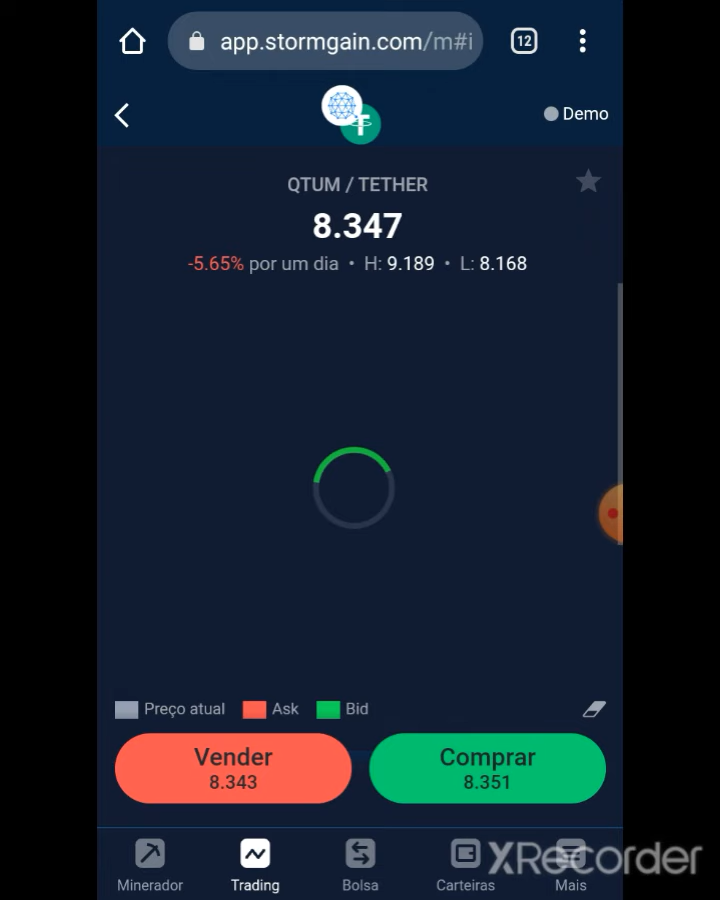 app.stormgain.com/m#i
12
Demo
QTUM / TETHER
8.347
-5.65% por um dia • H: 9.189 • L: 8.168
Preço atual Ask Bid
Vender Comprar
8.343 8.351
Minerador Trading Bolsa Carteiras Mais
XRecorder